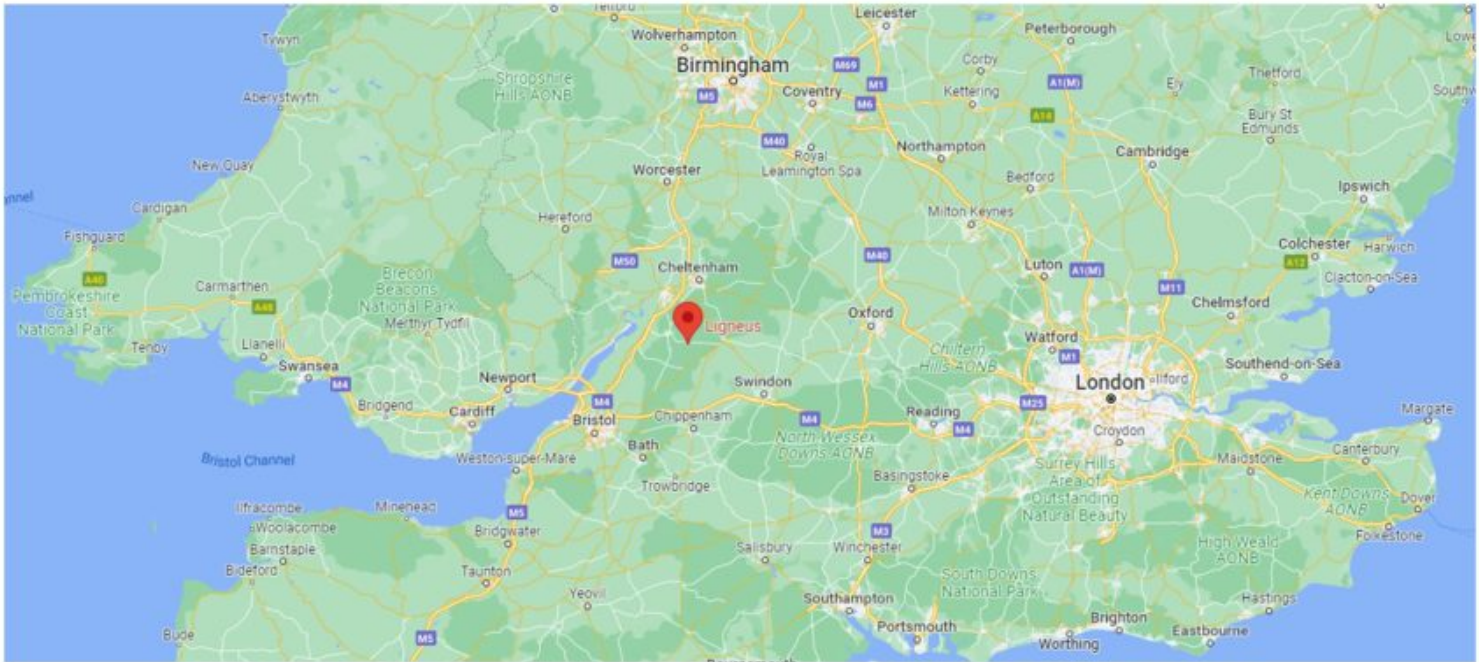 Telford
Leicester
Peterborough
Tywyn
Wolverhampton
Birmingham
M69
M1
Corby
A1(M)
Thetford
Shropshire
Hills AONB
Aberystwyth
M5
Coventry
M6
Kettering
Ely
A14
Bury St
Edmunds
M40
Royal
Leamington Spa
Northampton
Cambridge
New Quay
Worcester
Bedford
Ipswich
Cardigan
Hereford
Milton Keynes
Fishguard
Colchester
Harwich
M50
Cheltenham
M40
Luton
A1(M)
A12
Clacton-on-Sea
A40
Pembrokeshire
Coast
National Park
Carmarthen
A48
Brecon
Beacons
National Park
M11
Chelmsford
Merthyr Tydfil
Ligneus
Oxford
Tenby
Llanelli
Swansea
Chiltern
Hills AONB
Watford
M1
Southend-on-Sea
M4
Newport
Swindon
London
Ilford
Bridgend
Cardiff
M4
Bristol
Chippenham
M4
Reading
M4
M25
Croydon
Margate
Bristol Channel
Weston-super-Mare
Bath
North Wessex
Downs AONB
Trowbridge
Basingstoke
Surrey Hills
Area of
Outstanding
Natural Beauty
Maidstone
Canterbury
Kent Downs
AONB
Dover
Folkestone
Ilfracombe
Woolacombe
Minehead
M5
Bridgwater
Barnstaple
Bideford
Taunton
Salisbury
Winchester
M3
High Weald
AONB
Yeovil
South Downs
National Park
Southampton
Portsmouth
Hastings
Brighton
Worthing
Eastbourne
Bude
M5